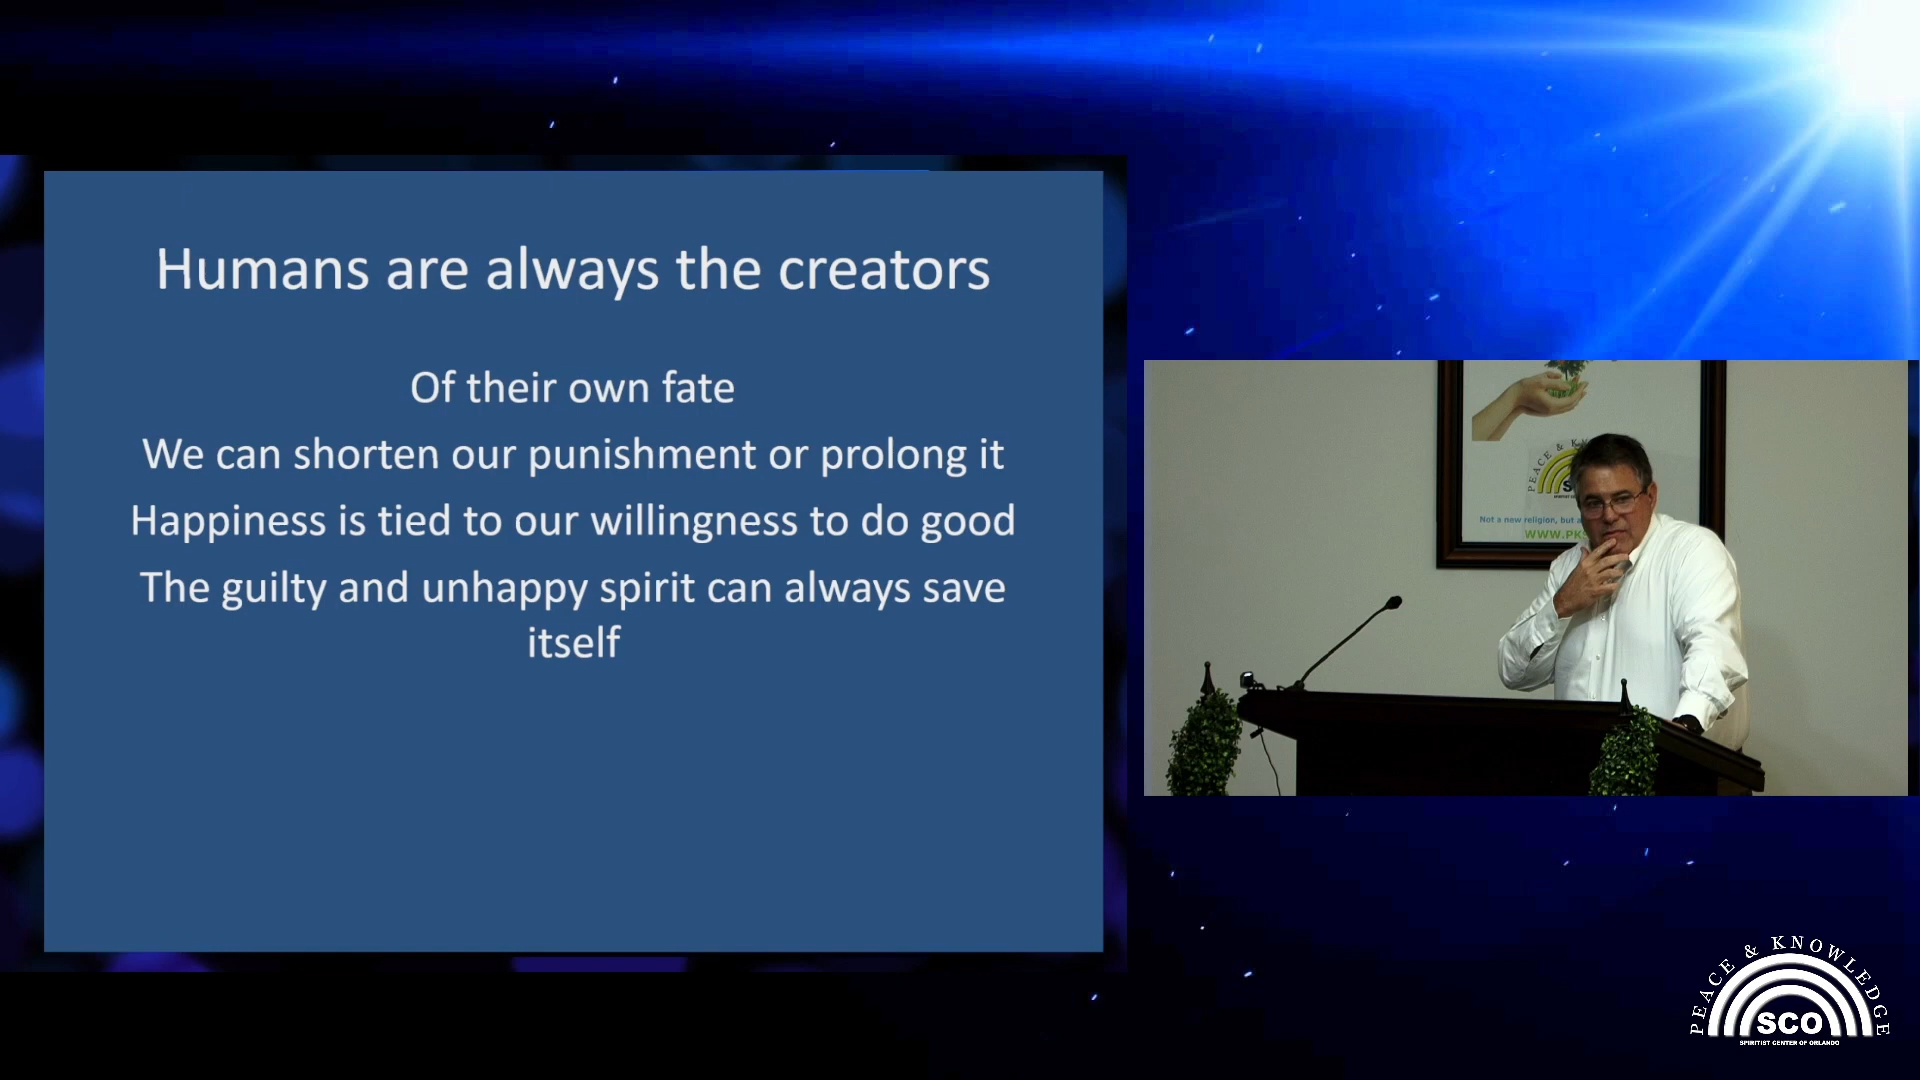 Humans are always the creators
Of their own fate
We can shorten our punishment or prolong it
Happiness is tied to our willingness to do good
The guilty and unhappy spirit can always save
itself
PEACE & K
S
Not a new religion, but a
WWW.PKS
PEACE & KNOWLEDGE
SCO
SPIRITIST CENTER OF ORLANDO